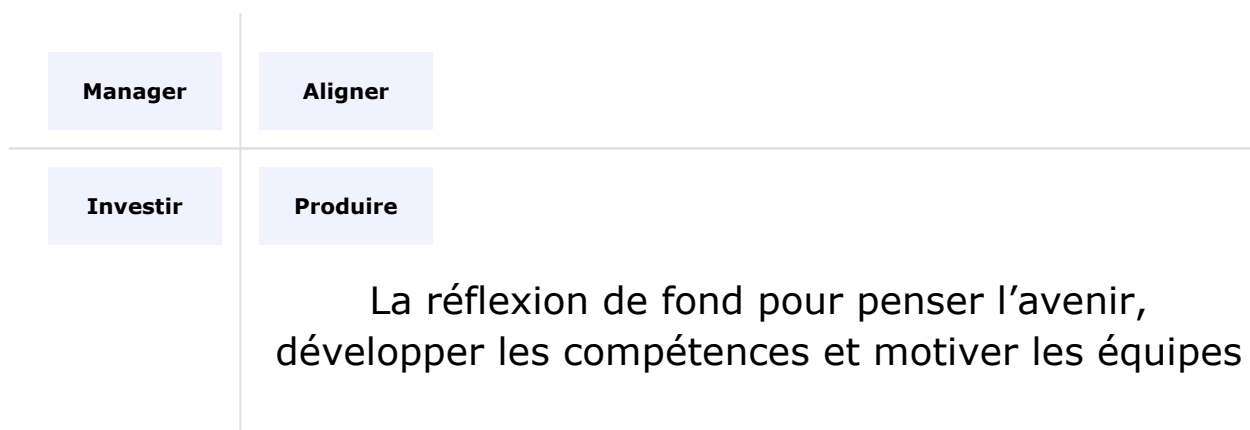 Manager
Aligner
Investir
Produire
La réflexion de fond pour penser l’avenir,
développer les compétences et motiver les équipes